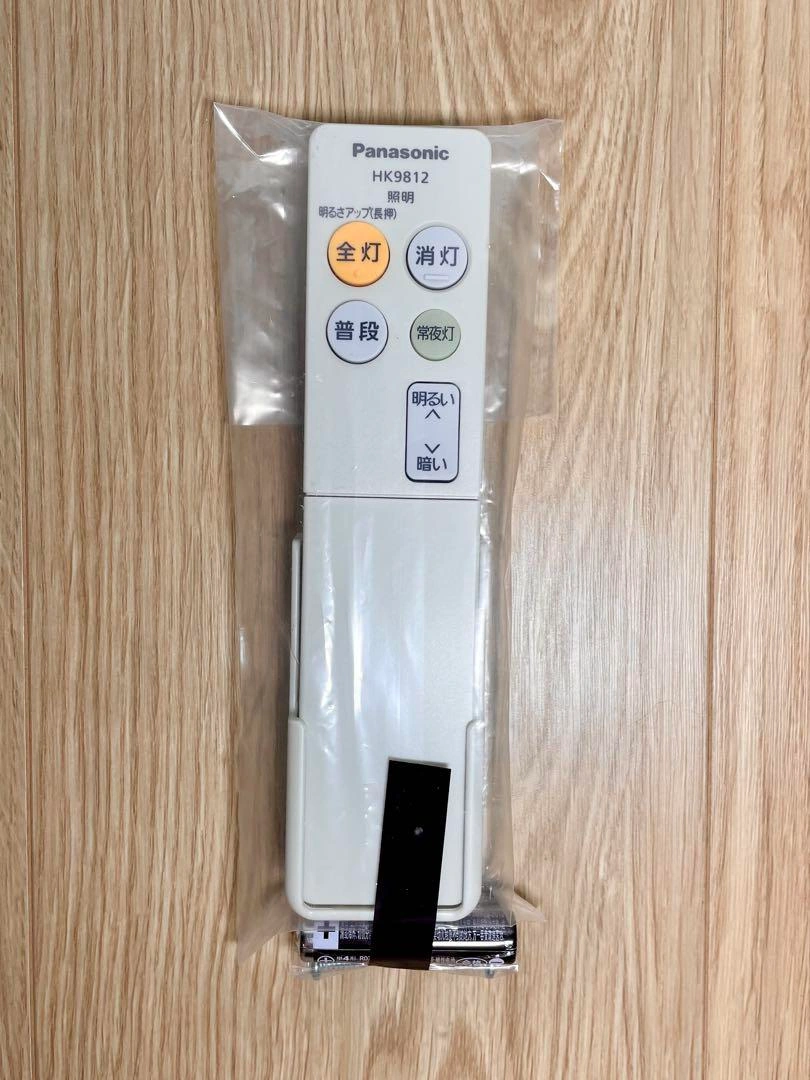 Panasonic
HK9812
照明
明るさアップ(長押)
全灯
消灯
普段
常夜灯
明るい
暗い